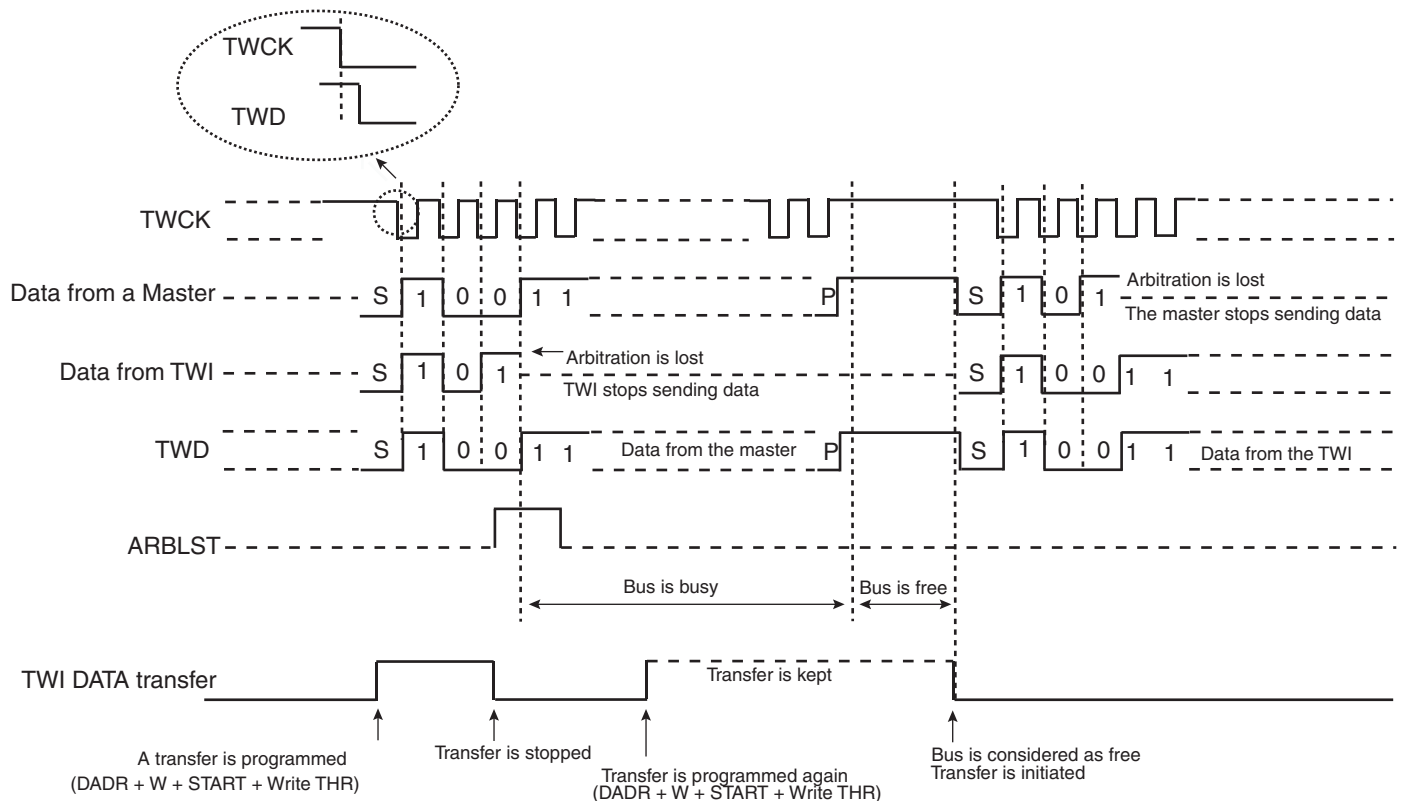 TWCK
TWD
TWCK
Data from a Master S 1 0 0 1 1 P S 1 0 1 Arbitration is lost
The master stops sending data
Data from TWI S 1 0 1 Arbitration is lost S 1 0 0 1 1
TWI stops sending data
TWD S 1 0 0 1 1 Data from the master P S 1 0 0 1 1 Data from the TWI
ARBLST
Bus is busy Bus is free
TWI DATA transfer Transfer is kept
A transfer is programmed
(DADR + W + START + Write THR)
Transfer is stopped
Transfer is programmed again
(DADR + W + START + Write THR)
Bus is considered as free
Transfer is initiated